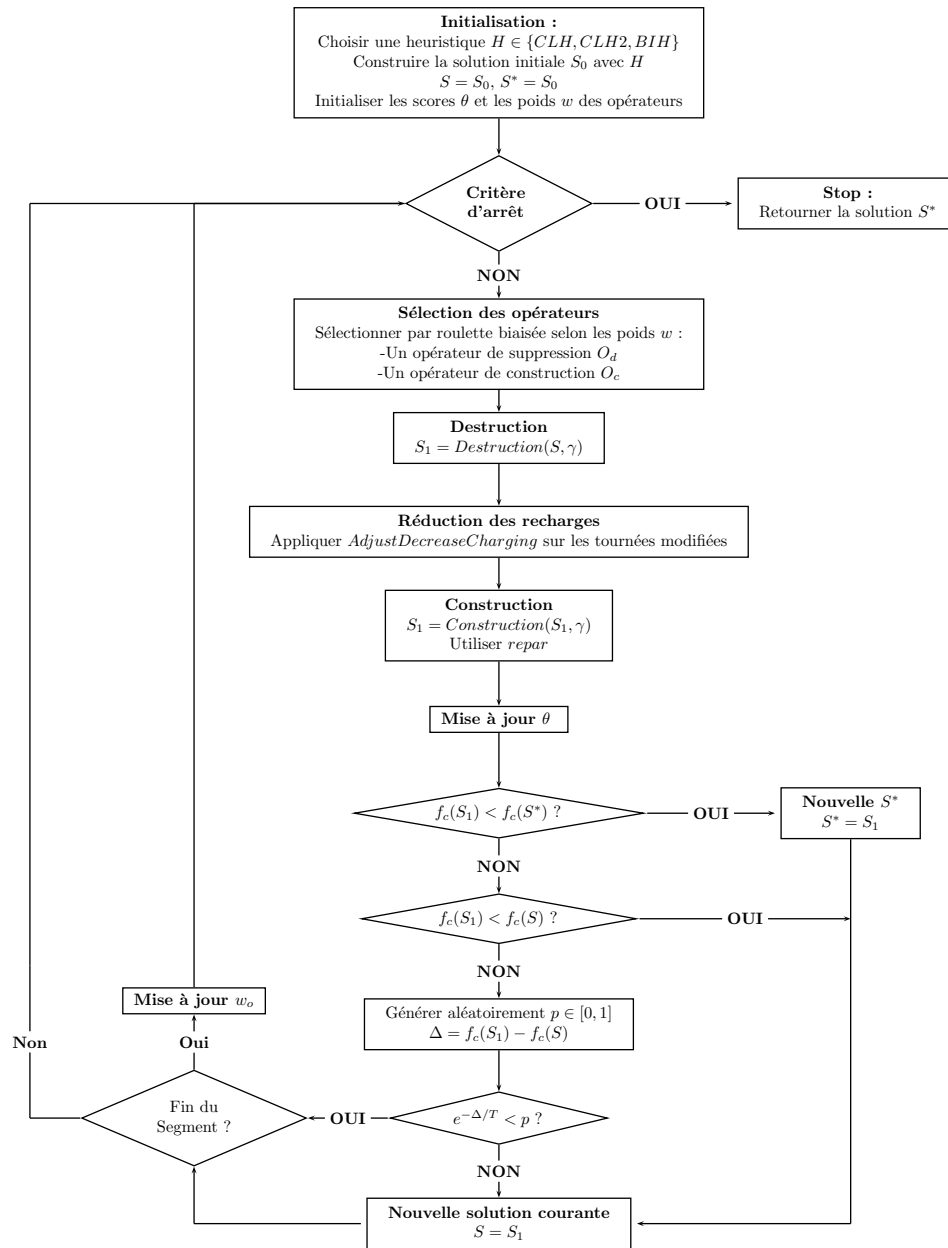 Initialisation :
Choisir une heuristique H ∈ {CLH, CLH2, BIH}
Construire la solution initiale S₀ avec H
S = S₀, S* = S₀
Initialiser les scores θ et les poids w des opérateurs
Critère
d'arrêt
OUI
Stop :
Retourner la solution S*
NON
Sélection des opérateurs
Sélectionner par roulette biaisée selon les poids w :
-Un opérateur de suppression O_d
-Un opérateur de construction O_c
Destruction
S₁ = Destruction(S, γ)
Réduction des recharges
Appliquer AdjustDecreaseCharging sur les tournées modifiées
Construction
S₁ = Construction(S₁, γ)
Utiliser repar
Mise à jour θ
f_c(S₁) < f_c(S*) ?
OUI
Nouvelle S*
S* = S₁
NON
f_c(S₁) < f_c(S) ?
OUI
NON
Générer aléatoirement p ∈ [0, 1]
Δ = f_c(S₁) − f_c(S)
Mise à jour w_o
Non
Oui
Fin du
Segment ?
OUI
e^{−Δ/T} < p ?
NON
Nouvelle solution courante
S = S₁